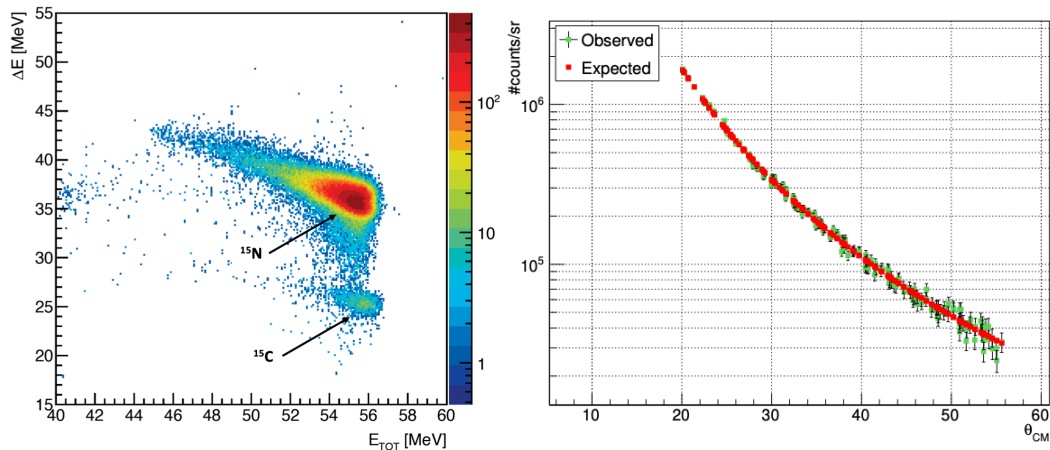 ΔE [MeV]
55
50
45
40
35
30
25
20
15
40 42 44 46 48 50 52 54 56 58 60
E_TOT [MeV]
¹⁵N
¹⁵C
10²
10
1
#counts/sr
10⁶
10⁵
Observed
Expected
10 20 30 40 50 60
θ_CM